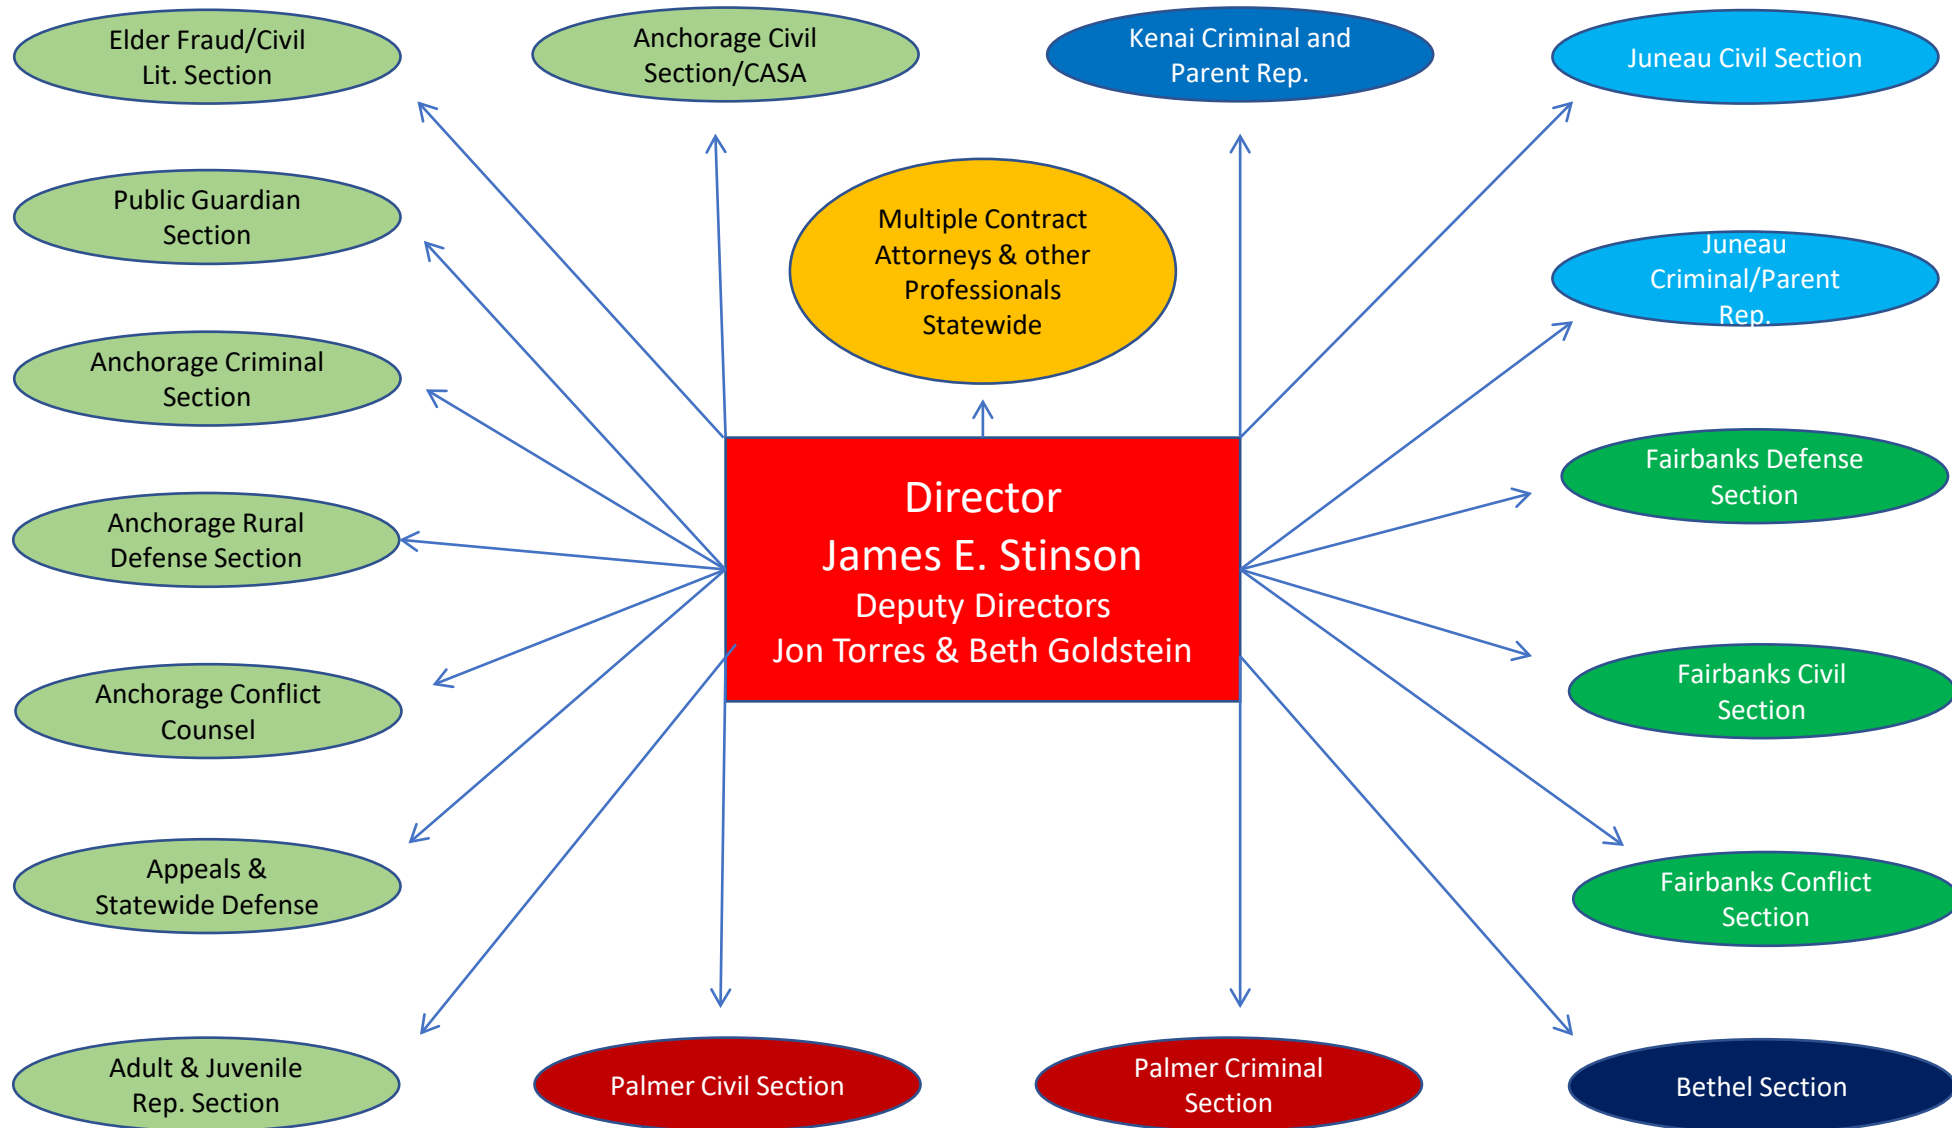 Elder Fraud/Civil
Lit. Section
Anchorage Civil
Section/CASA
Kenai Criminal and
Parent Rep.
Juneau Civil Section
Public Guardian
Section
Multiple Contract
Attorneys & other
Professionals
Statewide
Juneau
Criminal/Parent
Rep.
Anchorage Criminal
Section
Fairbanks Defense
Section
Director
James E. Stinson
Deputy Directors
Jon Torres & Beth Goldstein
Anchorage Rural
Defense Section
Anchorage Conflict
Counsel
Fairbanks Civil
Section
Appeals &
Statewide Defense
Fairbanks Conflict
Section
Adult & Juvenile
Rep. Section
Palmer Civil Section
Palmer Criminal
Section
Bethel Section